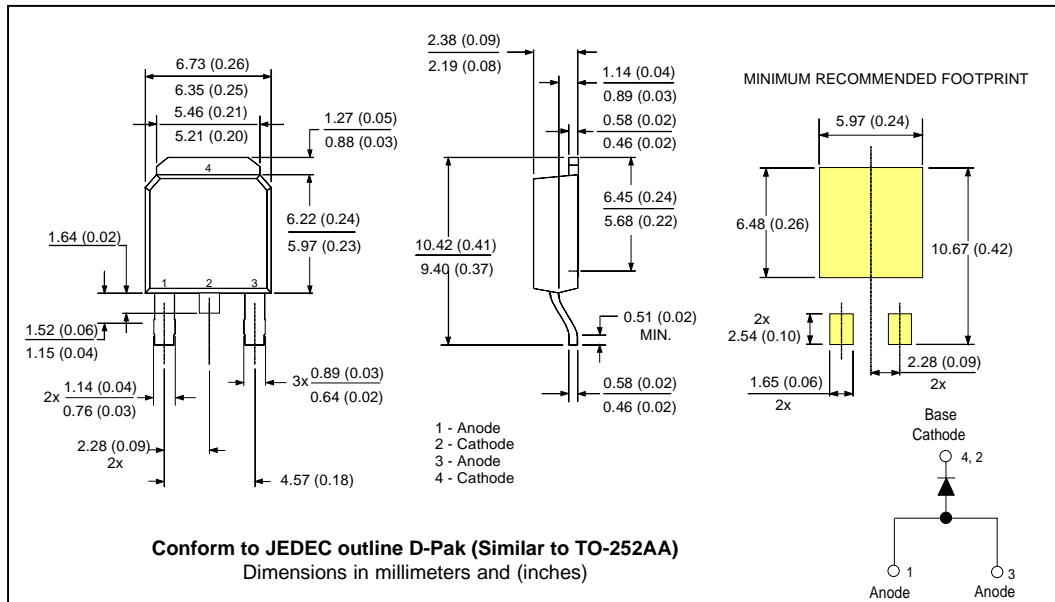 6.73 (0.26)
6.35 (0.25)
5.46 (0.21)
5.21 (0.20)
1.27 (0.05)
0.88 (0.03)
4
6.22 (0.24)
5.97 (0.23)
1.64 (0.02)
1
2
3
1.52 (0.06)
1.15 (0.04)
2x 1.14 (0.04)
0.76 (0.03)
3x 0.89 (0.03)
0.64 (0.02)
2.28 (0.09)
2x
4.57 (0.18)
2.38 (0.09)
2.19 (0.08)
1.14 (0.04)
0.89 (0.03)
0.58 (0.02)
0.46 (0.02)
6.45 (0.24)
5.68 (0.22)
10.42 (0.41)
9.40 (0.37)
0.51 (0.02)
MIN.
0.58 (0.02)
0.46 (0.02)
1 - Anode
2 - Cathode
3 - Anode
4 - Cathode
MINIMUM RECOMMENDED FOOTPRINT
5.97 (0.24)
6.48 (0.26)
10.67 (0.42)
2x
2.54 (0.10)
2.28 (0.09)
2x
1.65 (0.06)
2x
Base
Cathode
4, 2
1
Anode
3
Anode
Conform to JEDEC outline D-Pak (Similar to TO-252AA)
Dimensions in millimeters and (inches)